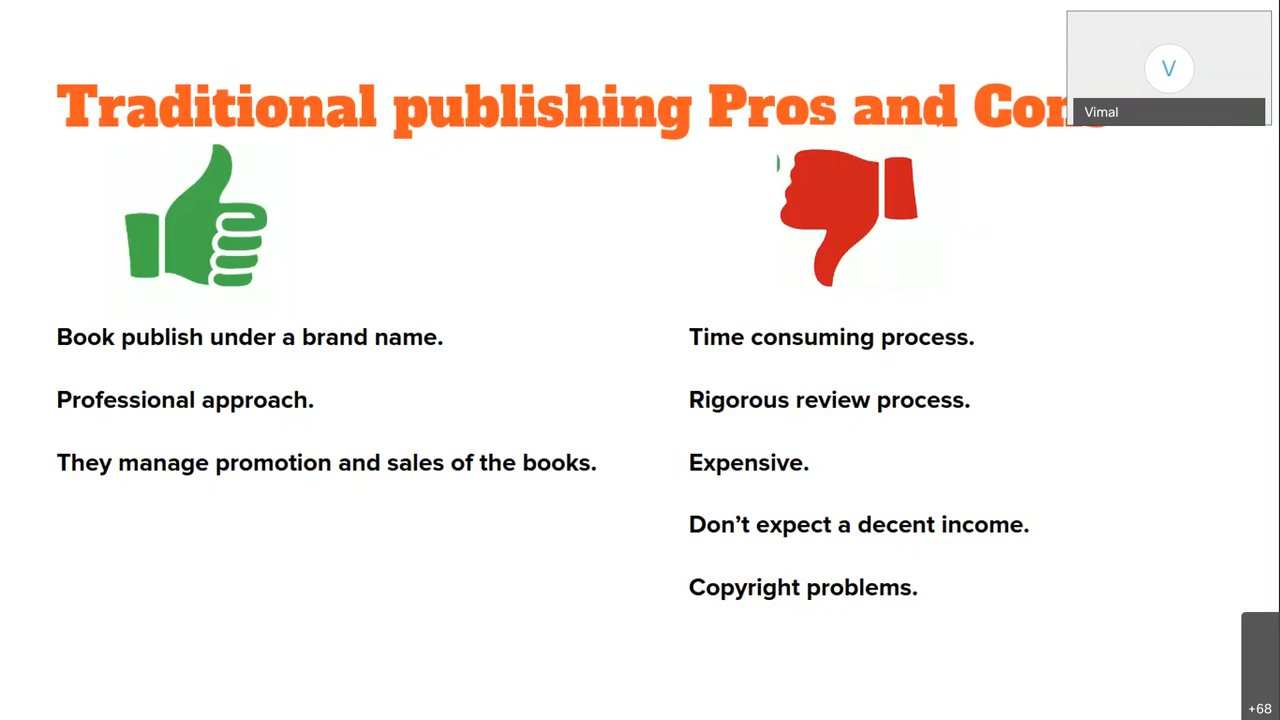 Traditional publishing Pros and Cons
V
Vimal
Book publish under a brand name.
Professional approach.
They manage promotion and sales of the books.
Time consuming process.
Rigorous review process.
Expensive.
Don’t expect a decent income.
Copyright problems.
+68